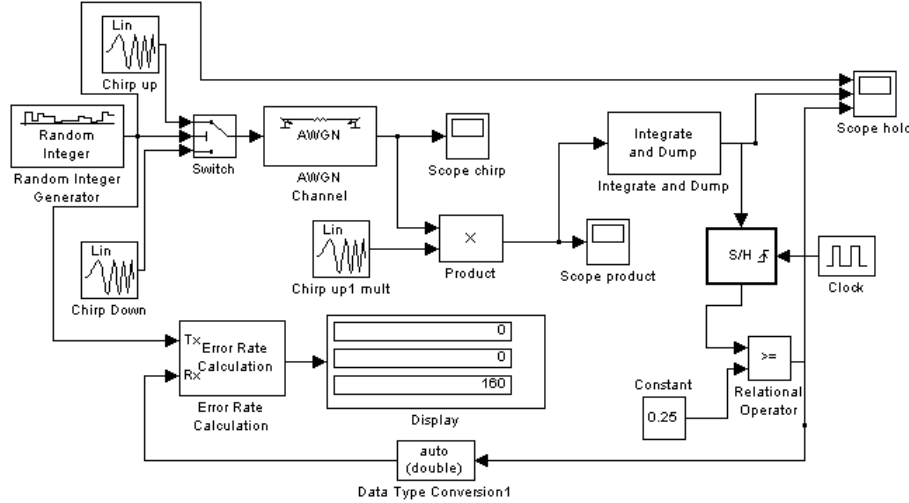 Lin
Chirp up
Random
Integer
Random Integer
Generator
Switch
AWGN
AWGN
Channel
Scope chirp
Integrate
and Dump
Integrate and Dump
Scope hold
Lin
Chirp Down
Lin
Chirp up1 mult
×
Product
Scope product
S/H
Clock
Tx
Rx
Error Rate
Calculation
Error Rate
Calculation
0
0
160
Display
Constant
0.25
>=
Relational
Operator
auto
(double)
Data Type Conversion1